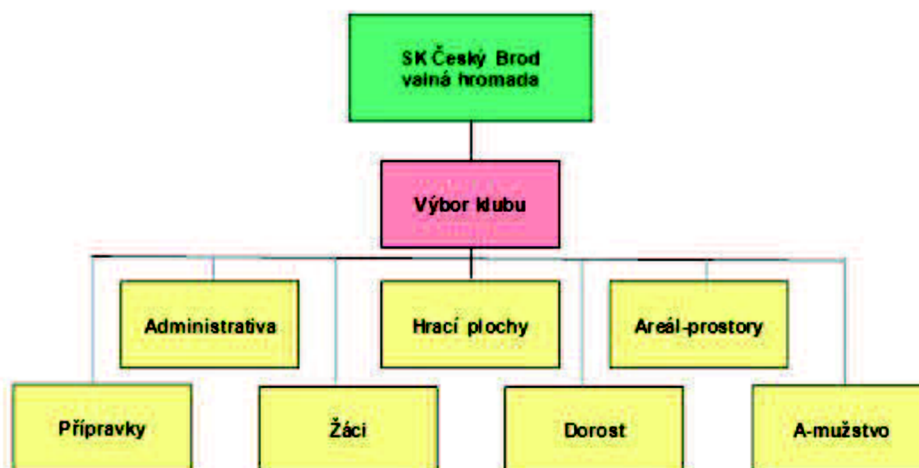 SK Český Brod
valná hromada
Výbor klubu
Administrativa
Hrací plochy
Areál-prostory
Přípravky
Žáci
Dorost
A-mužstvo